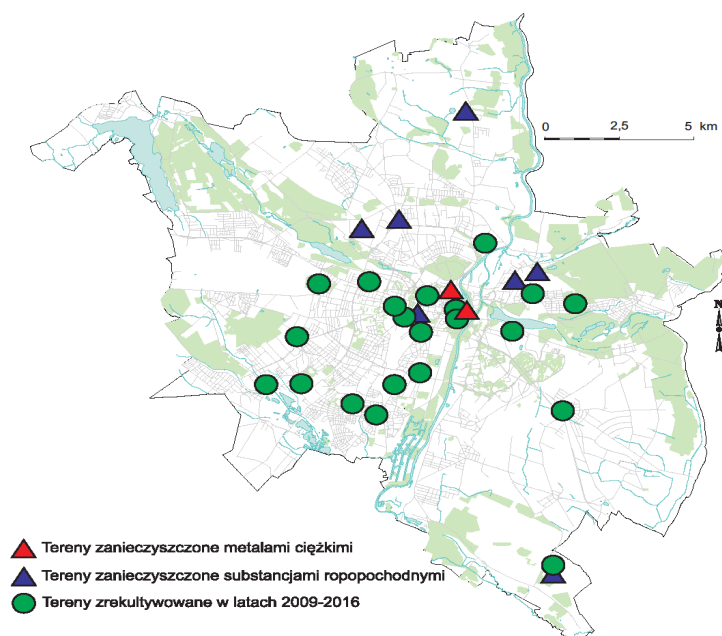 0 2,5 5 km
N
Tereny zanieczyszczone metalami ciężkimi
Tereny zanieczyszczone substancjami ropopochodnymi
Tereny zrekultywowane w latach 2009-2016